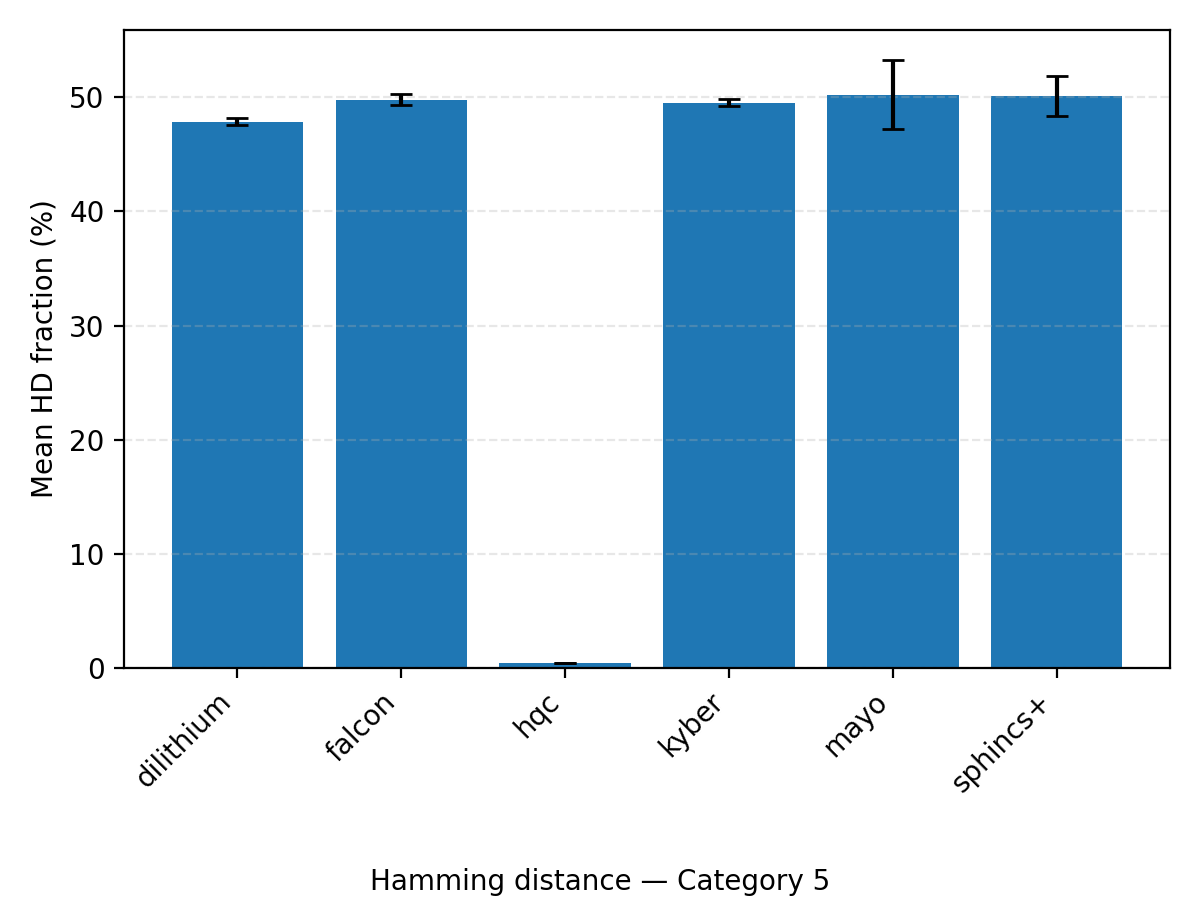 Mean HD fraction (%)
50
40
30
20
10
0
dilithium
falcon
hqc
kyber
mayo
sphincs+
Hamming distance — Category 5